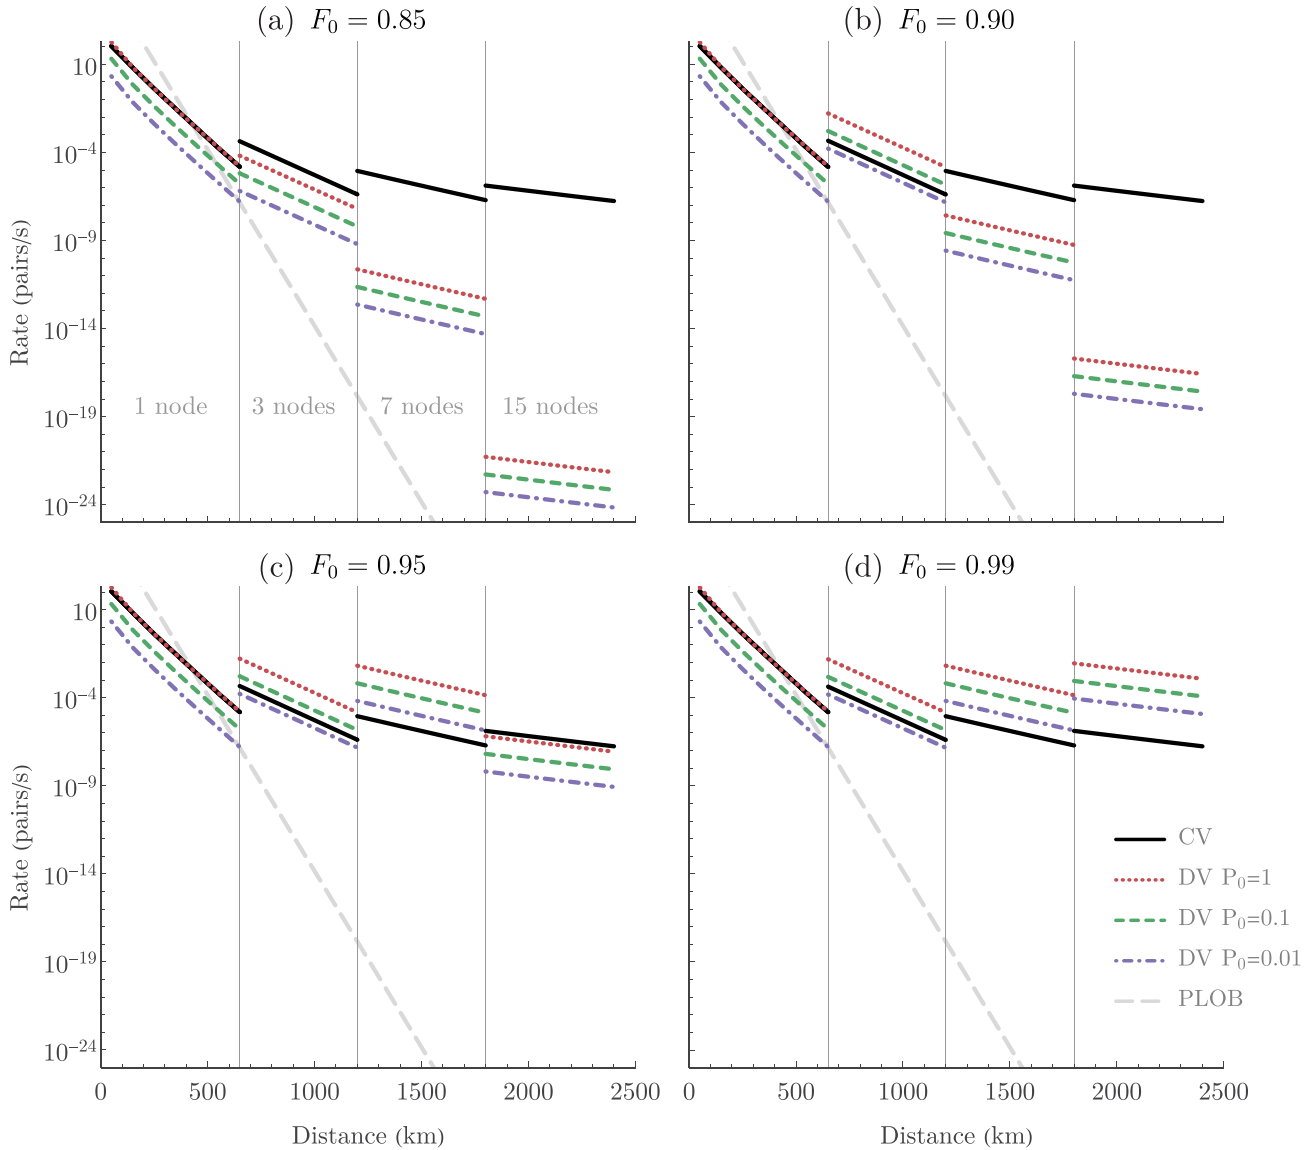 (a) F₀ = 0.85
(b) F₀ = 0.90
Rate (pairs/s)
10
10⁻⁴
10⁻⁹
10⁻¹⁴
10⁻¹⁹
10⁻²⁴
1 node
3 nodes
7 nodes
15 nodes
(c) F₀ = 0.95
(d) F₀ = 0.99
Rate (pairs/s)
10
10⁻⁴
10⁻⁹
10⁻¹⁴
10⁻¹⁹
10⁻²⁴
CV
DV P₀=1
DV P₀=0.1
DV P₀=0.01
PLOB
0 500 1000 1500 2000 2500
0 500 1000 1500 2000 2500
Distance (km)
Distance (km)